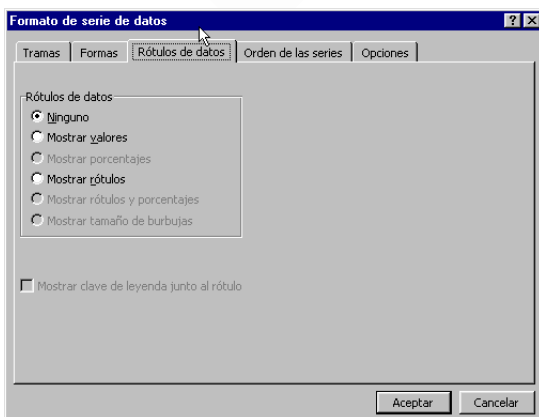 Formato de serie de datos
Tramas Formas Rótulos de datos Orden de las series Opciones
Rótulos de datos
Ninguno
Mostrar valores
Mostrar porcentajes
Mostrar rótulos
Mostrar rótulos y porcentajes
Mostrar tamaño de burbujas
Mostrar clave de leyenda junto al rótulo
Aceptar Cancelar